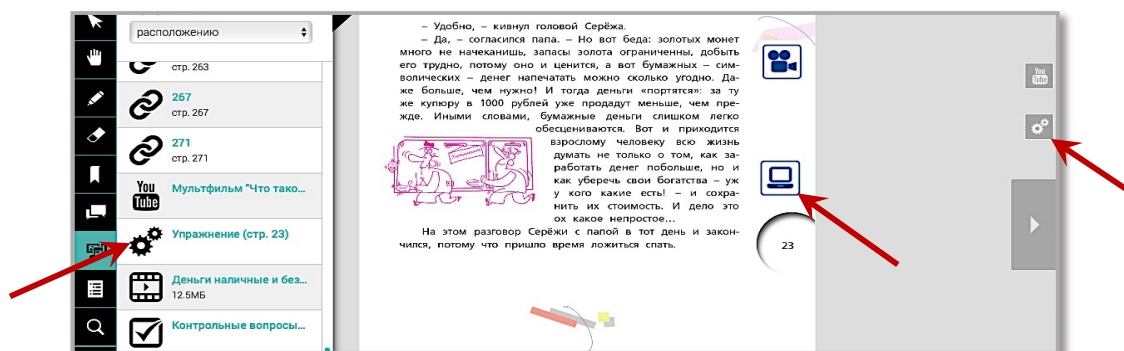 расположению
стр. 263
267
стр. 267
271
стр. 271
You Tube
Мультфильм "Что тако...
Упражнение (стр. 23)
Деньги наличные и без...
12.5МБ
Контрольные вопросы...
– Удобно, – кивнул головой Серёжа.
– Да, – согласился папа. – Но вот беда: золотых монет
много не начеканишь, запасы золота ограниченны, добыть
его трудно, потому оно и ценится, а вот бумажных – сим-
волических – денег напечатать можно сколько угодно. Да-
же больше, чем нужно! И тогда деньги «портятся»: за ту
же купюру в 1000 рублей уже продадут меньше, чем пре-
жде. Иными словами, бумажные деньги слишком легко
обесцениваются. Вот и приходится
взрослому человеку всю жизнь
думать не только о том, как за-
работать денег побольше, но и
как уберечь свои богатства – уж
у кого какие есть! – и сохра-
нить их стоимость. И дело это
ох какое непростое...
На этом разговор Серёжи с папой в тот день и закон-
чился, потому что пришло время ложиться спать.
23
You Tube